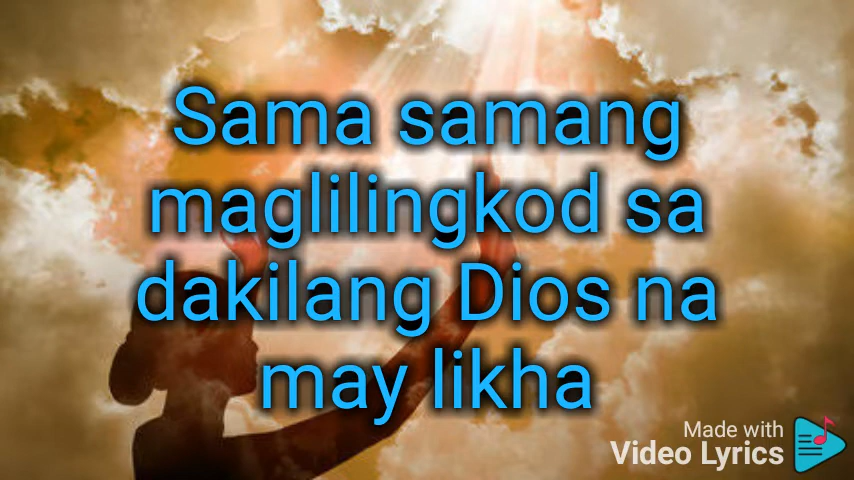 Sama samang
maglilingkod sa
dakilang Dios na
may likha
Made with
Video Lyrics